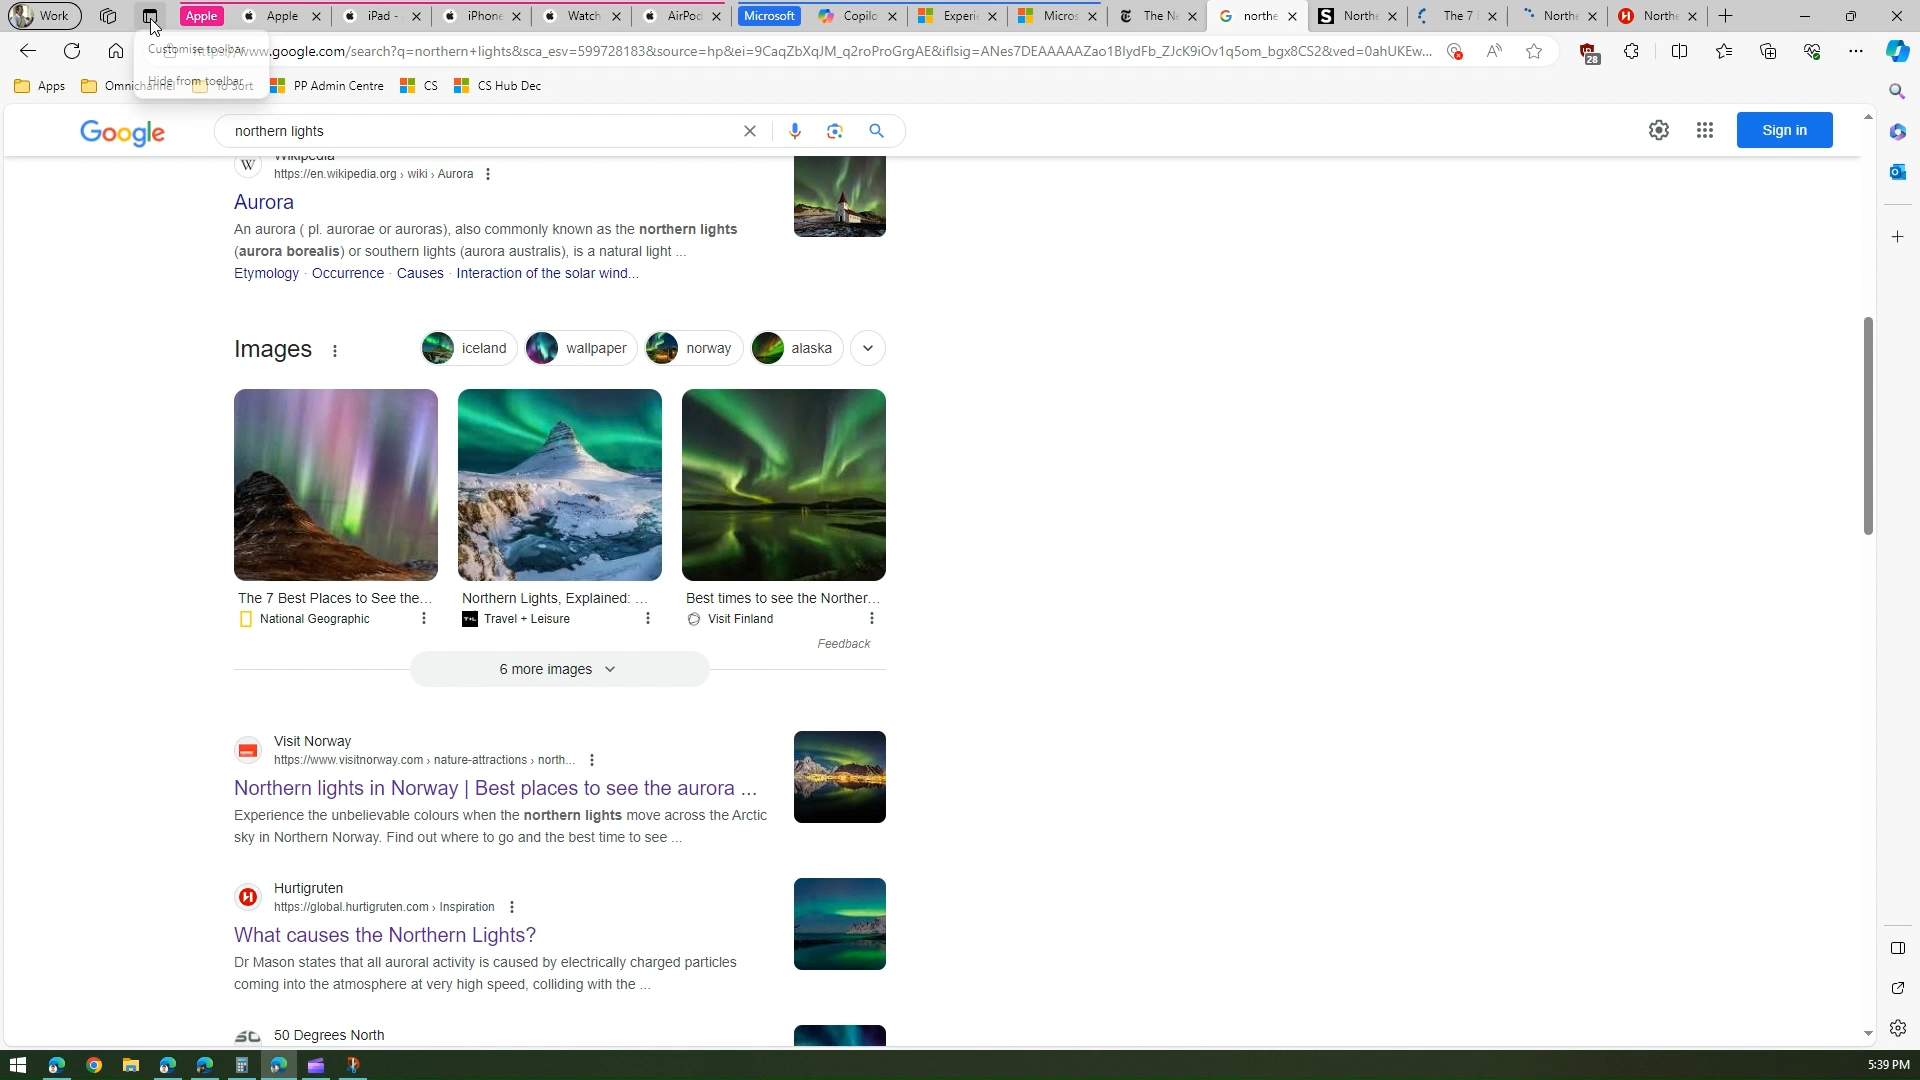 Work
Apple
Apple
iPad -
iPhone
Watch
AirPod
Microsoft
Copilo
Experie
Micros
The Ne
northe
Northe
The 7
Northe
Northe
Customise toolbar
Hide from toolbar
www.google.com/search?q=northern+lights&sca_esv=599728183&source=hp&ei=9CaqZbXqJM_q2roProGrgAE&iflsig=ANes7DEAAAAAZao1BIydFb_ZJcK9iOv1q5om_bgx8CS2&ved=0ahUKEw...
28
Apps
Omnichannel
To Sort
PP Admin Centre
CS
CS Hub Dec
Google
northern lights
Sign in
W
Wikipedia
https://en.wikipedia.org › wiki › Aurora
Aurora
An aurora ( pl. aurorae or auroras), also commonly known as the northern lights
(aurora borealis) or southern lights (aurora australis), is a natural light ...
Etymology · Occurrence · Causes · Interaction of the solar wind...
Images
iceland
wallpaper
norway
alaska
The 7 Best Places to See the...
National Geographic
Northern Lights, Explained: ...
T+L
Travel + Leisure
Best times to see the Norther...
Visit Finland
Feedback
6 more images
Visit Norway
https://www.visitnorway.com › nature-attractions › north...
Northern lights in Norway | Best places to see the aurora ...
Experience the unbelievable colours when the northern lights move across the Arctic
sky in Northern Norway. Find out where to go and the best time to see ...
Hurtigruten
https://global.hurtigruten.com › Inspiration
What causes the Northern Lights?
Dr Mason states that all auroral activity is caused by electrically charged particles
coming into the atmosphere at very high speed, colliding with the ...
50 Degrees North
5:39 PM